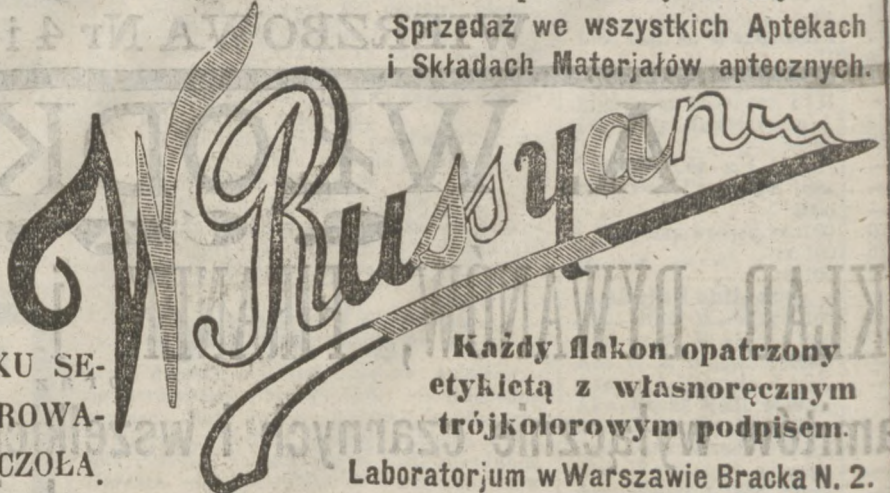 Sprzedaż we wszystkich Aptekach
i Składach Materjałów aptecznych.
W Russyan
KU SE-
ROWA-
CZOŁA.
Każdy flakon opatrzony
etykietą z własnoręcznym
trójkolorowym podpisem.
Laboratorjum w Warszawie Bracka N. 2.